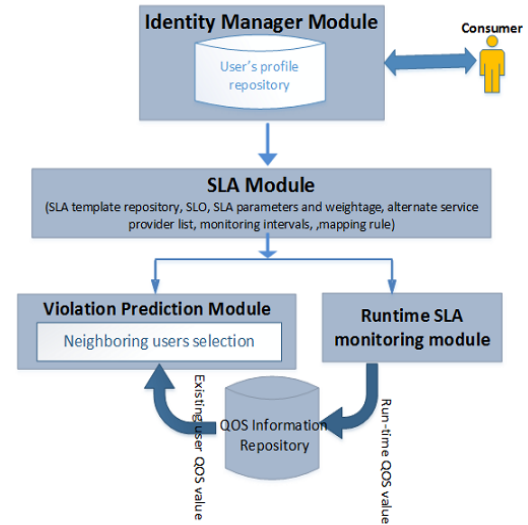 Identity Manager Module
Consumer
User's profile
repository
SLA Module
(SLA template repository, SLO, SLA parameters and weightage, alternate service
provider list, monitoring intervals, ,mapping rule)
Violation Prediction Module
Neighboring users selection
Runtime SLA
monitoring module
Existing user QOS value
QOS Information
Repository
Run-time QOS value